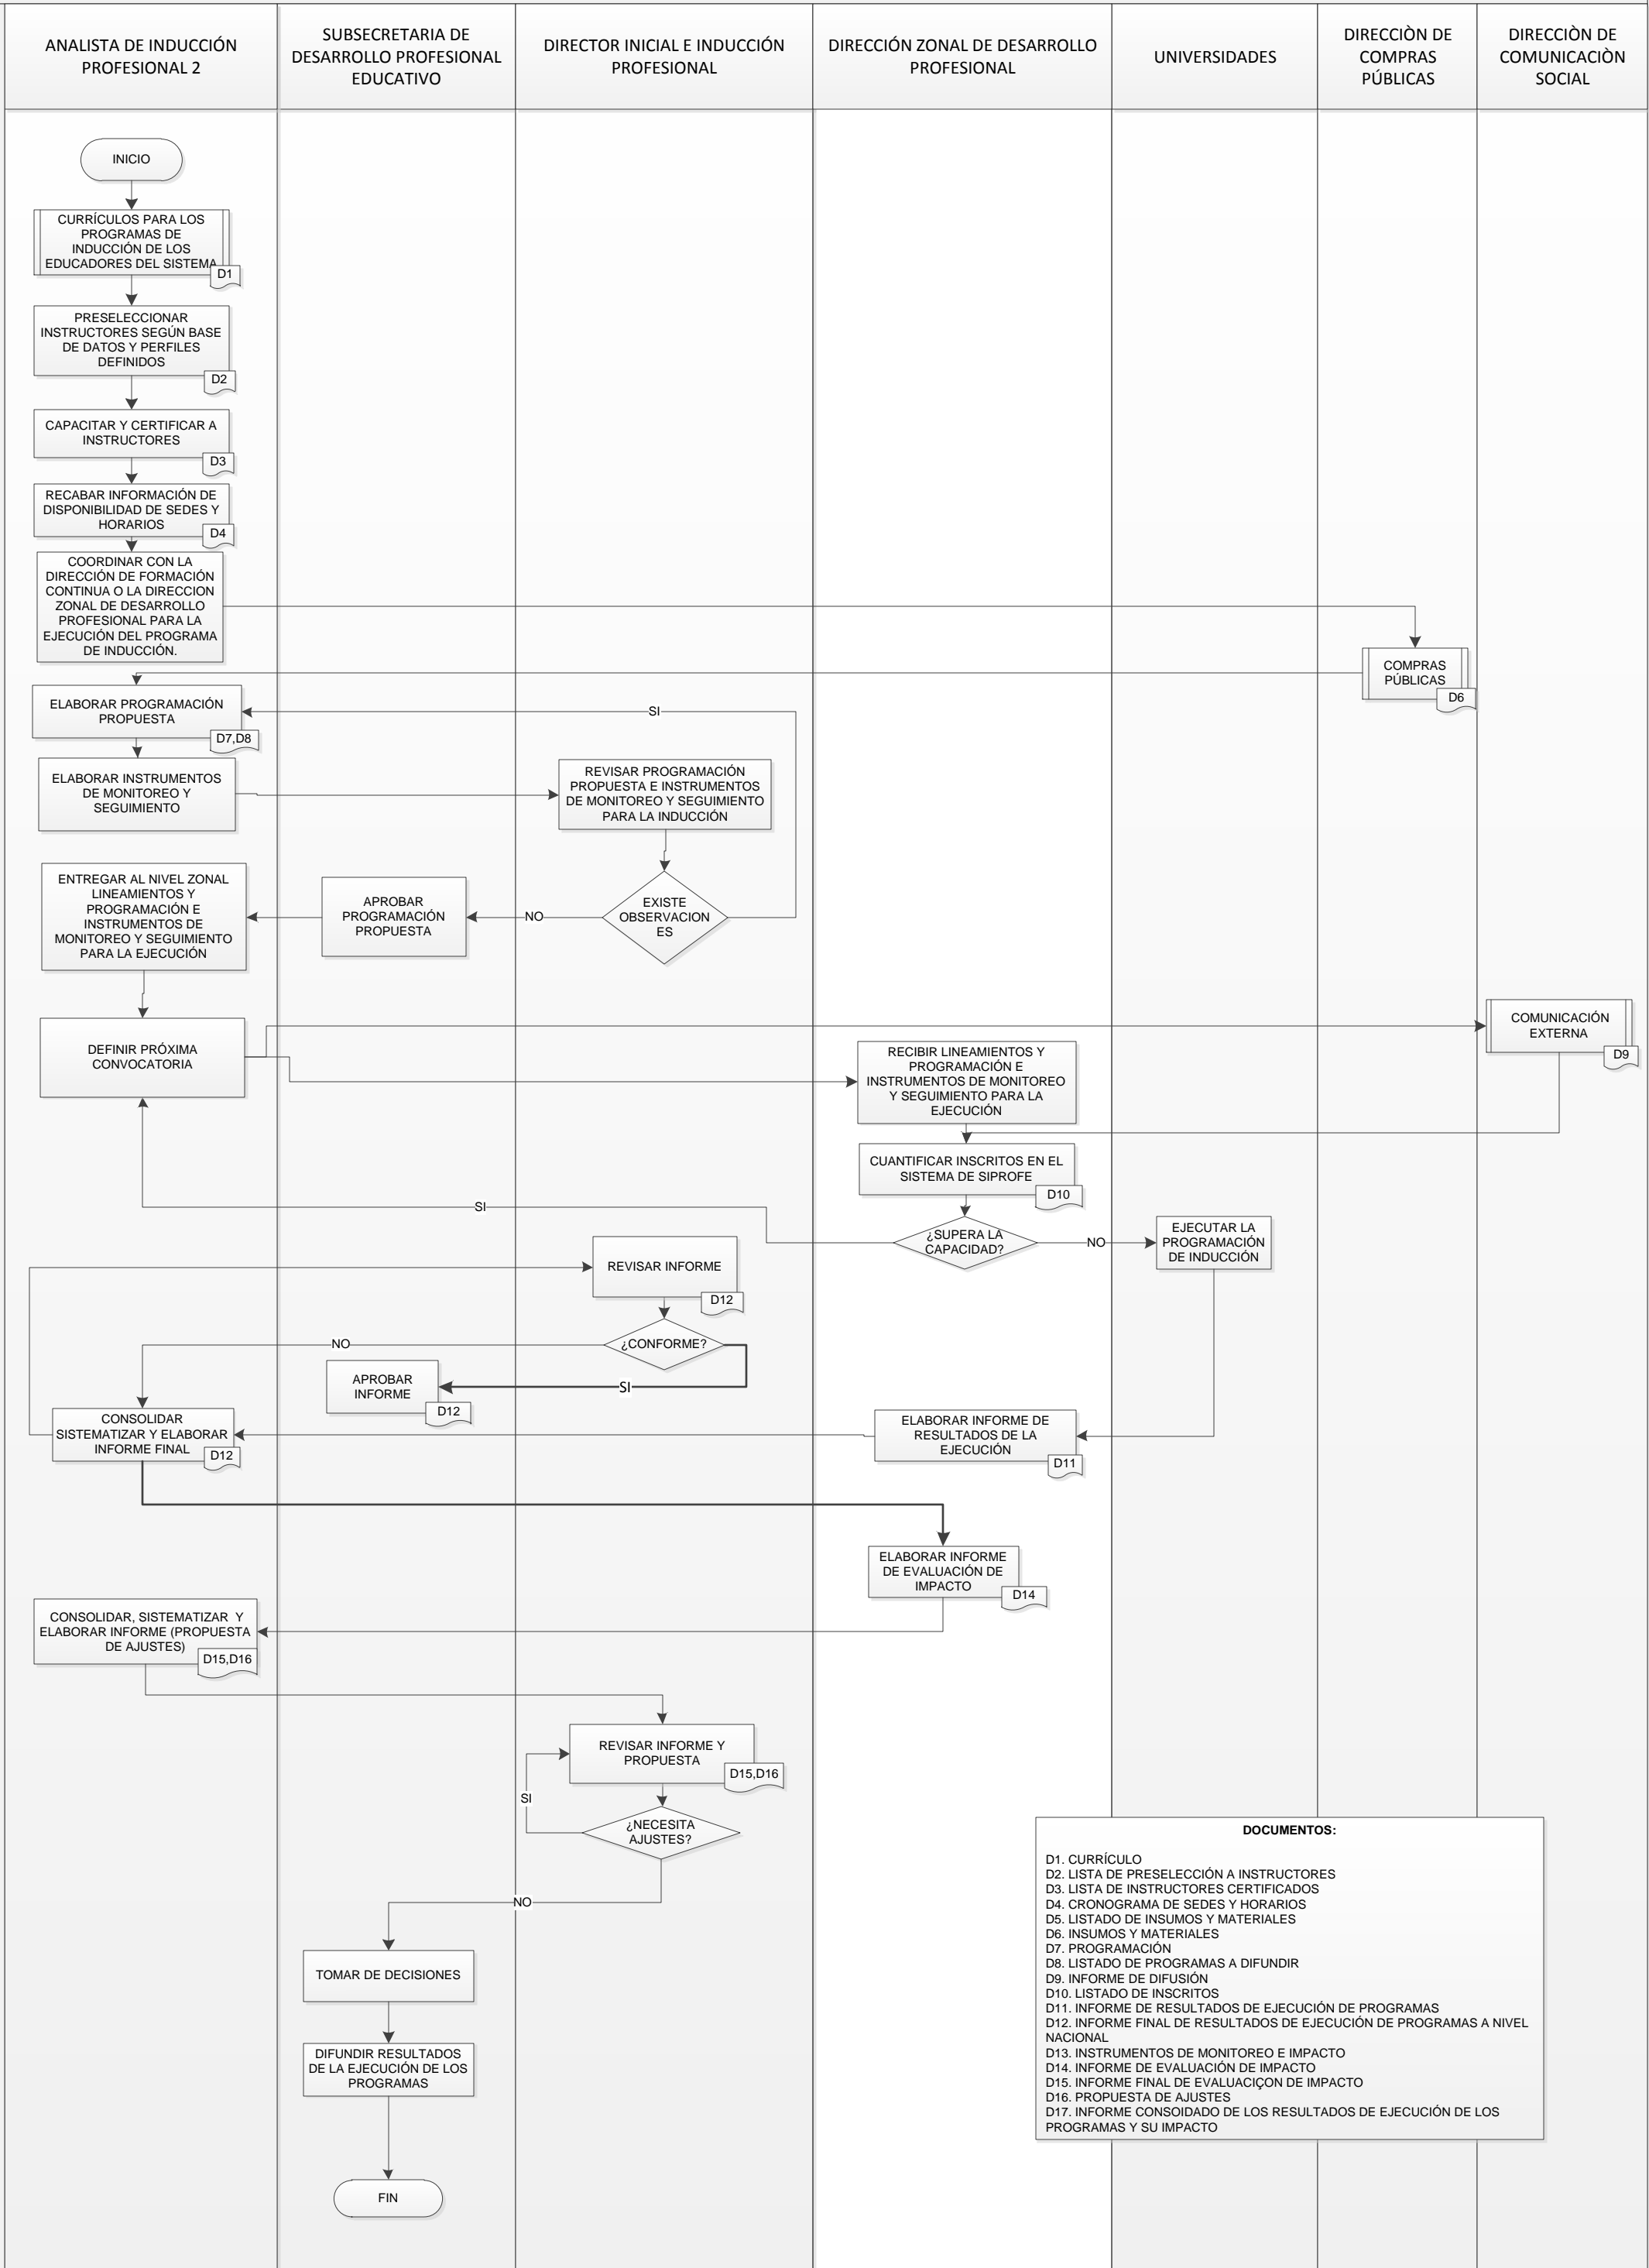 ANALISTA DE INDUCCIÓN
PROFESIONAL 2
SUBSECRETARIA DE
DESARROLLO PROFESIONAL
EDUCATIVO
DIRECTOR INICIAL E INDUCCIÓN
PROFESIONAL
DIRECCIÓN ZONAL DE DESARROLLO
PROFESIONAL
UNIVERSIDADES
DIRECCIÒN DE
COMPRAS
PÚBLICAS
DIRECCIÒN DE
COMUNICACIÒN
SOCIAL
INICIO
CURRÍCULOS PARA LOS
PROGRAMAS DE
INDUCCIÓN DE LOS
EDUCADORES DEL SISTEMA
D1
PRESELECCIONAR
INSTRUCTORES SEGÚN BASE
DE DATOS Y PERFILES
DEFINIDOS
D2
CAPACITAR Y CERTIFICAR A
INSTRUCTORES
D3
RECABAR INFORMACIÓN DE
DISPONIBILIDAD DE SEDES Y
HORARIOS
D4
COORDINAR CON LA
DIRECCIÓN DE FORMACIÓN
CONTINUA O LA DIRECCION
ZONAL DE DESARROLLO
PROFESIONAL PARA LA
EJECUCIÓN DEL PROGRAMA
DE INDUCCIÓN.
COMPRAS
PÚBLICAS
D6
ELABORAR PROGRAMACIÓN
PROPUESTA
D7,D8
SI
ELABORAR INSTRUMENTOS
DE MONITOREO Y
SEGUIMIENTO
REVISAR PROGRAMACIÓN
PROPUESTA E INSTRUMENTOS
DE MONITOREO Y SEGUIMIENTO
PARA LA INDUCCIÓN
EXISTE
OBSERVACION
ES
NO
APROBAR
PROGRAMACIÓN
PROPUESTA
ENTREGAR AL NIVEL ZONAL
LINEAMIENTOS Y
PROGRAMACIÓN E
INSTRUMENTOS DE
MONITOREO Y SEGUIMIENTO
PARA LA EJECUCIÓN
DEFINIR PRÓXIMA
CONVOCATORIA
COMUNICACIÓN
EXTERNA
D9
RECIBIR LINEAMIENTOS Y
PROGRAMACIÓN E
INSTRUMENTOS DE MONITOREO
Y SEGUIMIENTO PARA LA
EJECUCIÓN
CUANTIFICAR INSCRITOS EN EL
SISTEMA DE SIPROFE
D10
SI
¿SUPERA LA
CAPACIDAD?
NO
EJECUTAR LA
PROGRAMACIÓN
DE INDUCCIÓN
REVISAR INFORME
D12
¿CONFORME?
NO
SI
APROBAR
INFORME
D12
CONSOLIDAR
SISTEMATIZAR Y ELABORAR
INFORME FINAL
D12
ELABORAR INFORME DE
RESULTADOS DE LA
EJECUCIÓN
D11
ELABORAR INFORME
DE EVALUACIÓN DE
IMPACTO
D14
CONSOLIDAR, SISTEMATIZAR Y
ELABORAR INFORME (PROPUESTA
DE AJUSTES)
D15,D16
REVISAR INFORME Y
PROPUESTA
D15,D16
SI
¿NECESITA
AJUSTES?
NO
TOMAR DE DECISIONES
DIFUNDIR RESULTADOS
DE LA EJECUCIÓN DE LOS
PROGRAMAS
FIN
DOCUMENTOS:
D1. CURRÍCULO
D2. LISTA DE PRESELECCIÓN A INSTRUCTORES
D3. LISTA DE INSTRUCTORES CERTIFICADOS
D4. CRONOGRAMA DE SEDES Y HORARIOS
D5. LISTADO DE INSUMOS Y MATERIALES
D6. INSUMOS Y MATERIALES
D7. PROGRAMACIÓN
D8. LISTADO DE PROGRAMAS A DIFUNDIR
D9. INFORME DE DIFUSIÓN
D10. LISTADO DE INSCRITOS
D11. INFORME DE RESULTADOS DE EJECUCIÓN DE PROGRAMAS
D12. INFORME FINAL DE RESULTADOS DE EJECUCIÓN DE PROGRAMAS A NIVEL
NACIONAL
D13. INSTRUMENTOS DE MONITOREO E IMPACTO
D14. INFORME DE EVALUACIÓN DE IMPACTO
D15. INFORME FINAL DE EVALUACIÇON DE IMPACTO
D16. PROPUESTA DE AJUSTES
D17. INFORME CONSOIDADO DE LOS RESULTADOS DE EJECUCIÓN DE LOS
PROGRAMAS Y SU IMPACTO